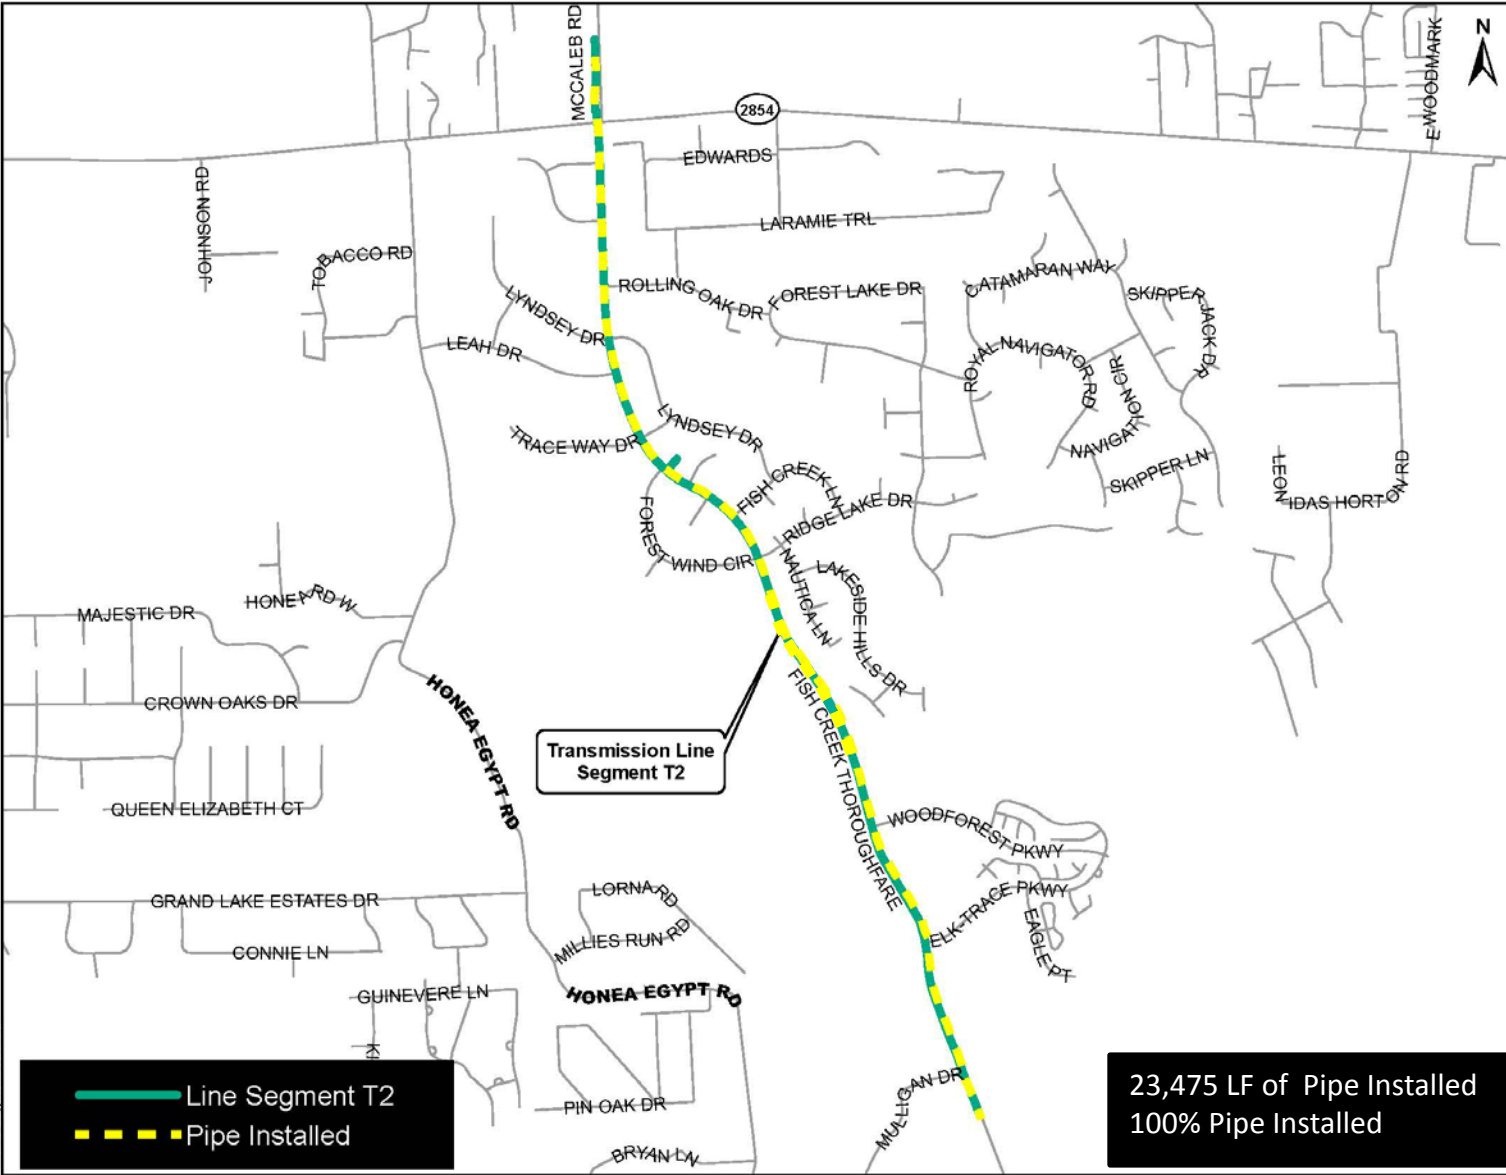 MCCALEB RD
N
E WOODMARK
2854
EDWARDS
JOHNSON RD
LARAMIE TRL
TOBACCO RD
ROLLING OAK DR
FOREST LAKE DR
CATAMARAN WAY
SKIPPER JACK DR
LYNDSEY DR
LEAH DR
ROYAL NAVIGATOR RD
NAVIGATION CIR
LYNDSEY DR
TRACE WAY DR
SKIPPER LN
LEONIDAS HORTON RD
FISH CREEK LN
RIDGE LAKE DR
FOREST WIND CIR
NAUTICA LN
LAKESIDE HILLS DR
HONEA RD W
MAJESTIC DR
CROWN OAKS DR
HONEA EGYPT RD
FISH CREEK THOROUGHFARE
Transmission Line
Segment T2
QUEEN ELIZABETH CT
WOODFOREST PKWY
LORNA RD
ELK TRACE PKWY
GRAND LAKE ESTATES DR
EAGLE PT
MILLIES RUN RD
CONNIE LN
GUINEVERE LN
HONEA EGYPT RD
KI
MULLIGAN DR
PIN OAK DR
BRYAN LN
Line Segment T2
Pipe Installed
23,475 LF of Pipe Installed
100% Pipe Installed